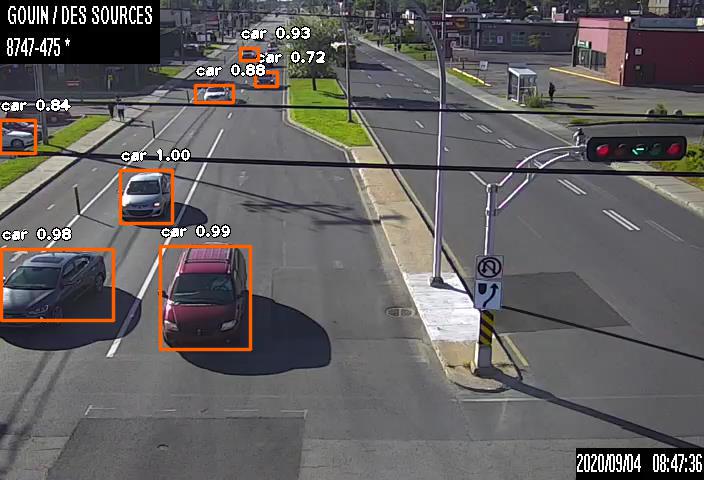 GOUIN / DES SOURCES
8747-475 *
car 0.93
car 0.72
car 0.88
car 0.84
car 1.00
car 0.98
car 0.99
2020/09/04 08:47:36